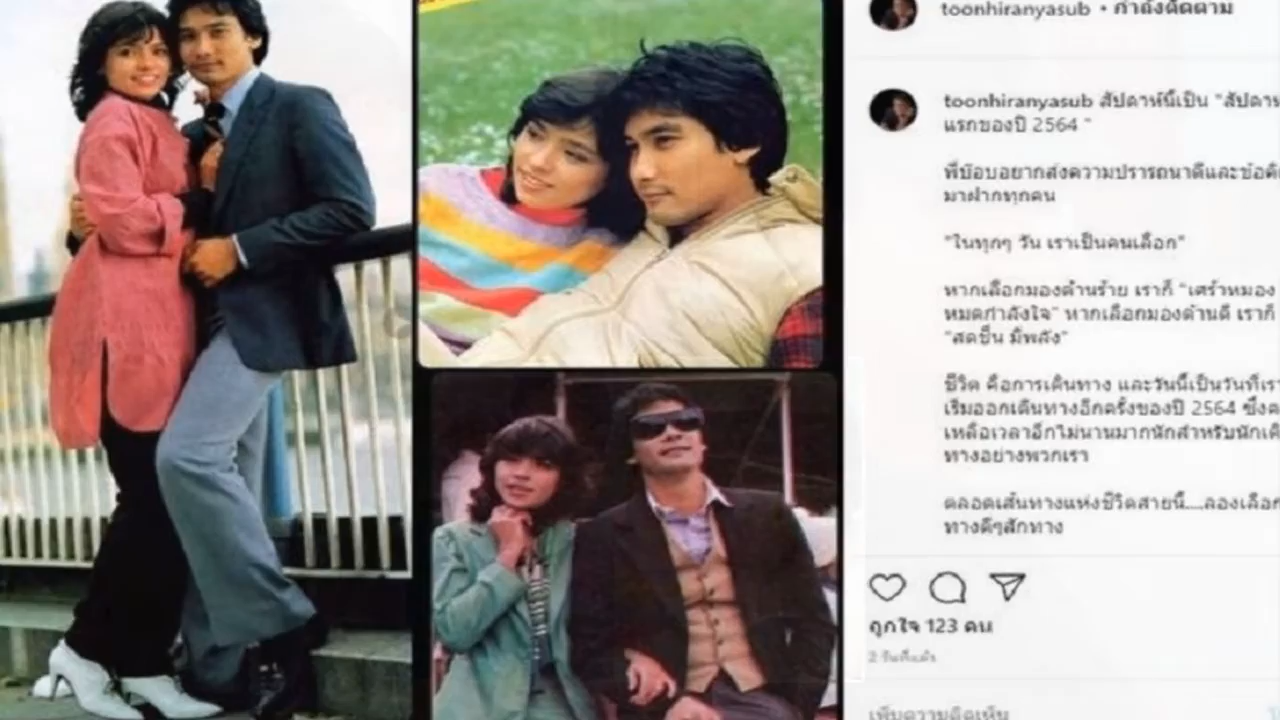 toonhiranyasub • กำลังติดตาม
toonhiranyasub สัปดาห์นี้เป็น
แรกของปี 2564 "
พี่บ๊อบอยากส่งความปรารถนาดีและ
มาฝากทุกคน
"ในทุกๆ วัน เราเป็นคนเลือก"
หากเลือกมองด้านร้าย เราก็ "เศร้าหมอง
หมดกำลังใจ" หากเลือกมองด้านดี เราก็
"สดชื่น มีพลัง"
ชีวิต คือการเดินทาง และวันนี้เป็นวันที่
เริ่มออกเดินทางอีกครั้งของปี 2564
เหลือเวลาอีกไม่นานมากนักสำหรับ
ทางอย่างพวกเรา
ตลอดเส้นทางแห่งชีวิตสายนี้....ลองเลือก
ทางดีๆสักทาง
ถูกใจ 123 คน
2 วันที่แล้ว
เพิ่มความคิดเห็น